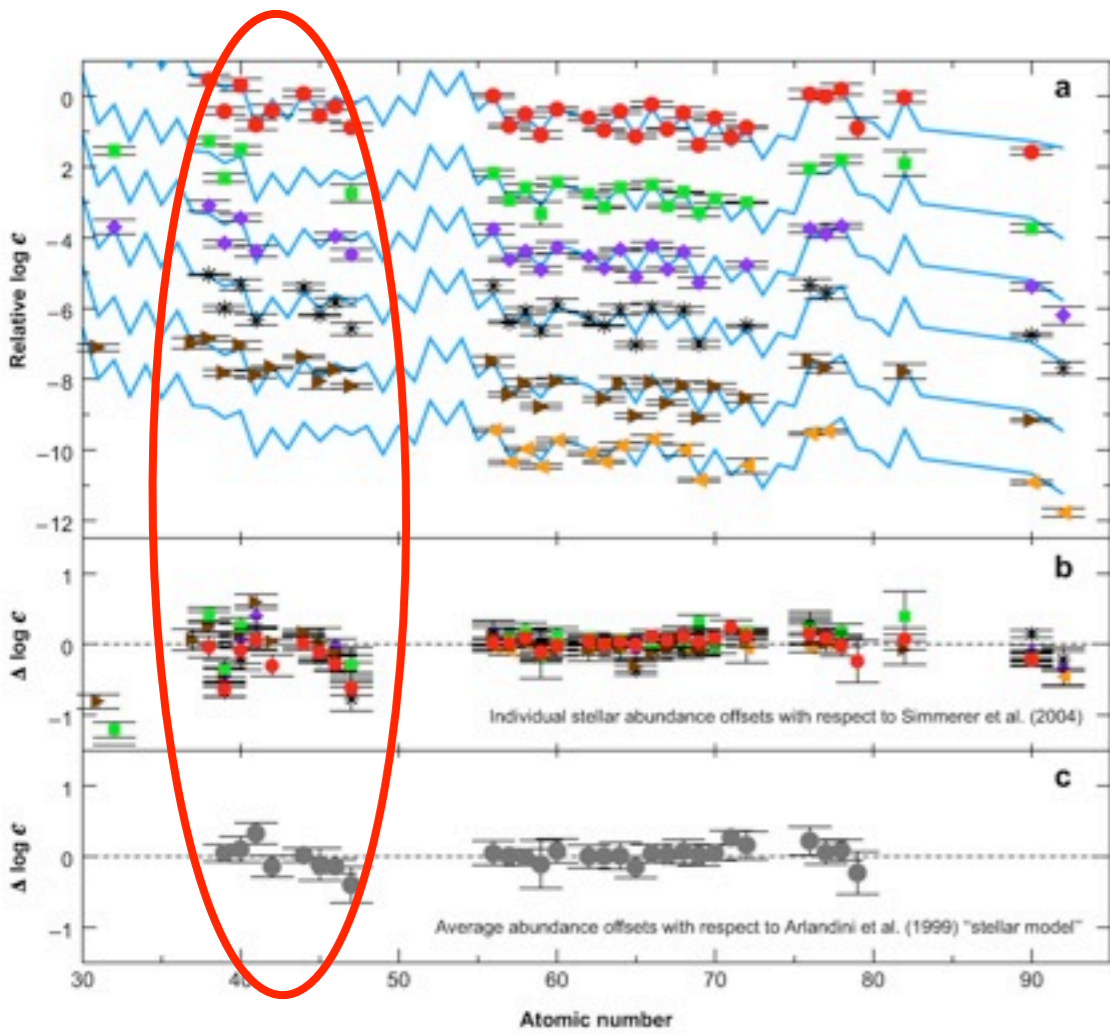 a
0
−2
−4
−6
−8
−10
−12
Relative log ϵ
b
1
0
−1
Δ log ϵ
Individual stellar abundance offsets with respect to Simmerer et al. (2004)
c
1
0
−1
Δ log ϵ
Average abundance offsets with respect to Arlandini et al. (1999) "stellar model"
30 40 50 60 70 80 90
Atomic number